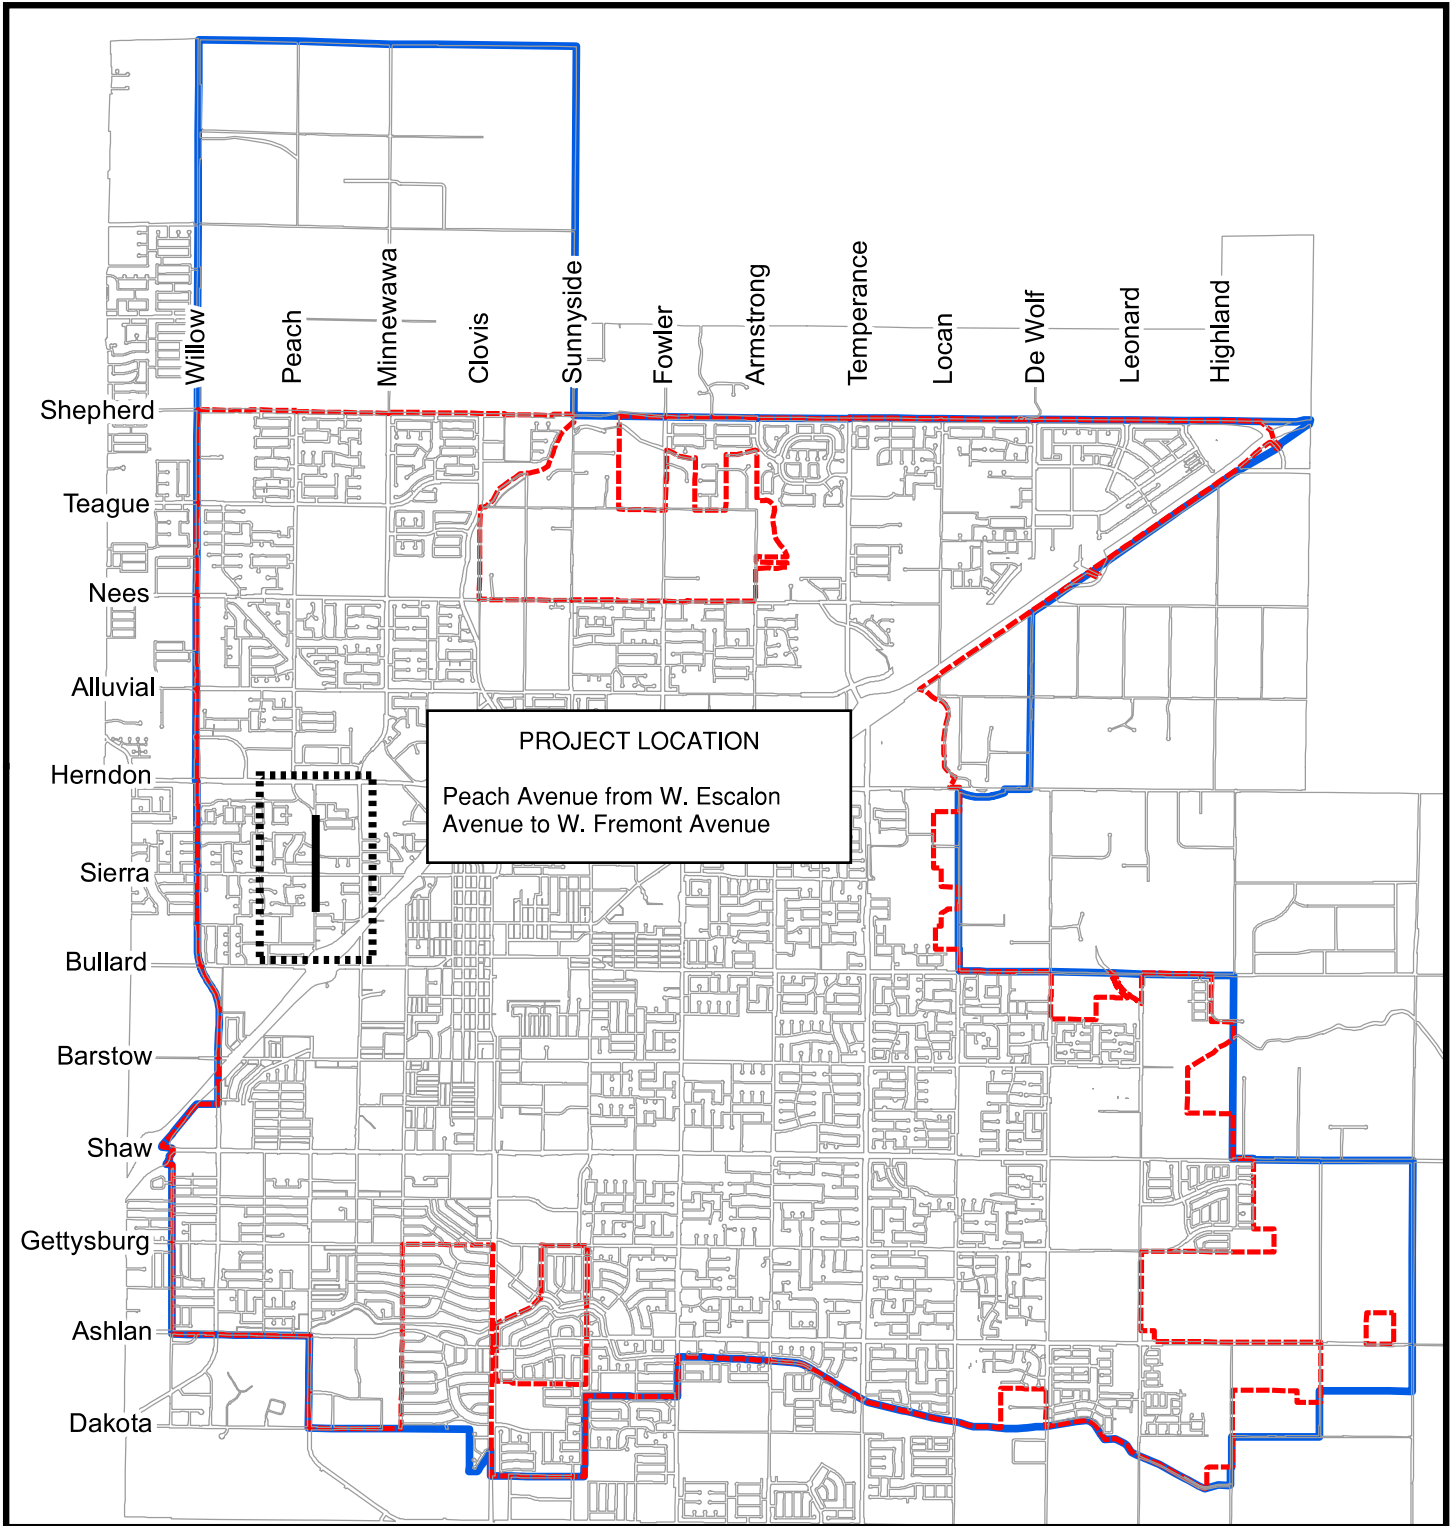 Willow
Peach
Minnewawa
Clovis
Sunnyside
Fowler
Armstrong
Temperance
Locan
De Wolf
Leonard
Highland
Shepherd
Teague
Nees
Alluvial
Herndon
Sierra
Bullard
Barstow
Shaw
Gettysburg
Ashlan
Dakota
PROJECT LOCATION
Peach Avenue from W. Escalon
Avenue to W. Fremont Avenue